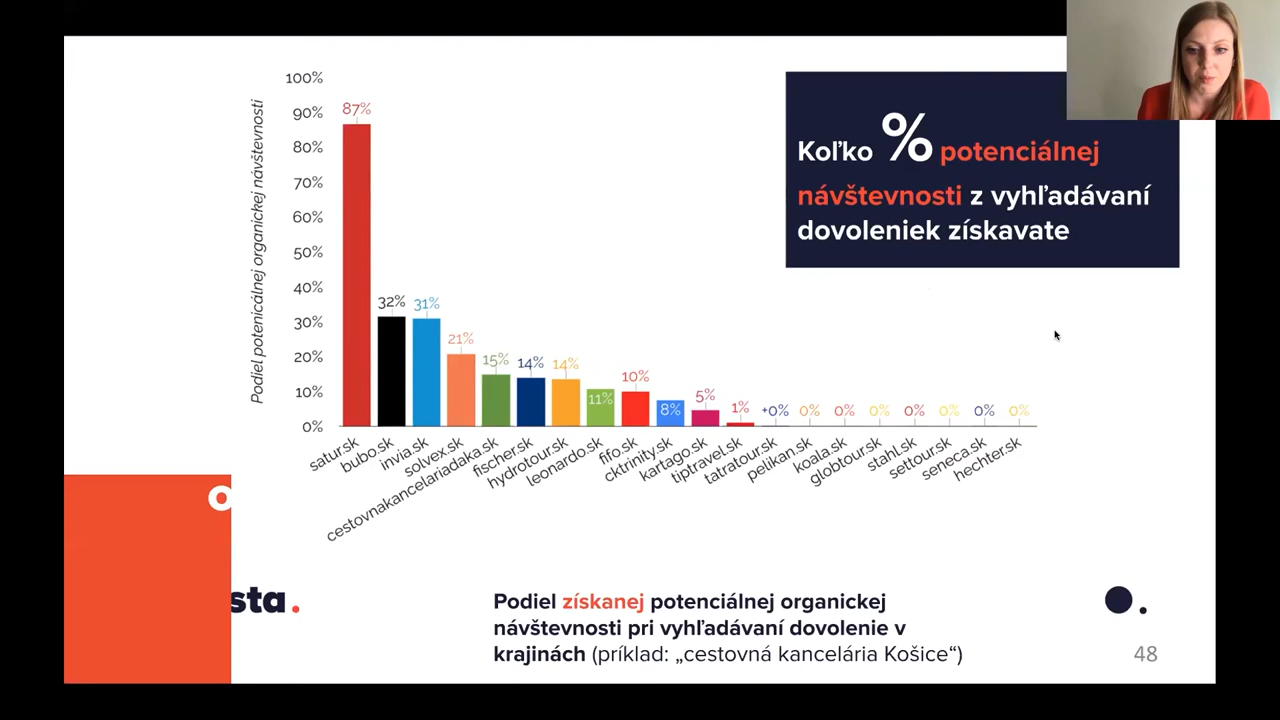 Podiel potenicálnej organickej návštevnosti
100%
90%
80%
70%
60%
50%
40%
30%
20%
10%
0%
87%
32%
31%
21%
15%
14%
14%
11%
10%
8%
5%
1%
+0%
0%
0%
0%
0%
0%
0%
0%
satur.sk
bubo.sk
invia.sk
solvex.sk
cestovnakancelariadaka.sk
fischer.sk
hydrotour.sk
leonardo.sk
fifo.sk
cktrinity.sk
kartago.sk
tiptravel.sk
tatratour.sk
pelikan.sk
koala.sk
globtour.sk
stahl.sk
settour.sk
seneca.sk
hechter.sk
Koľko % potenciálnej
návštevnosti z vyhľadávaní
dovoleniek získavate
o
sta.
Podiel získanej potenciálnej organickej
návštevnosti pri vyhľadávaní dovolenie v
krajinách (príklad: „cestovná kancelária Košice“)
48